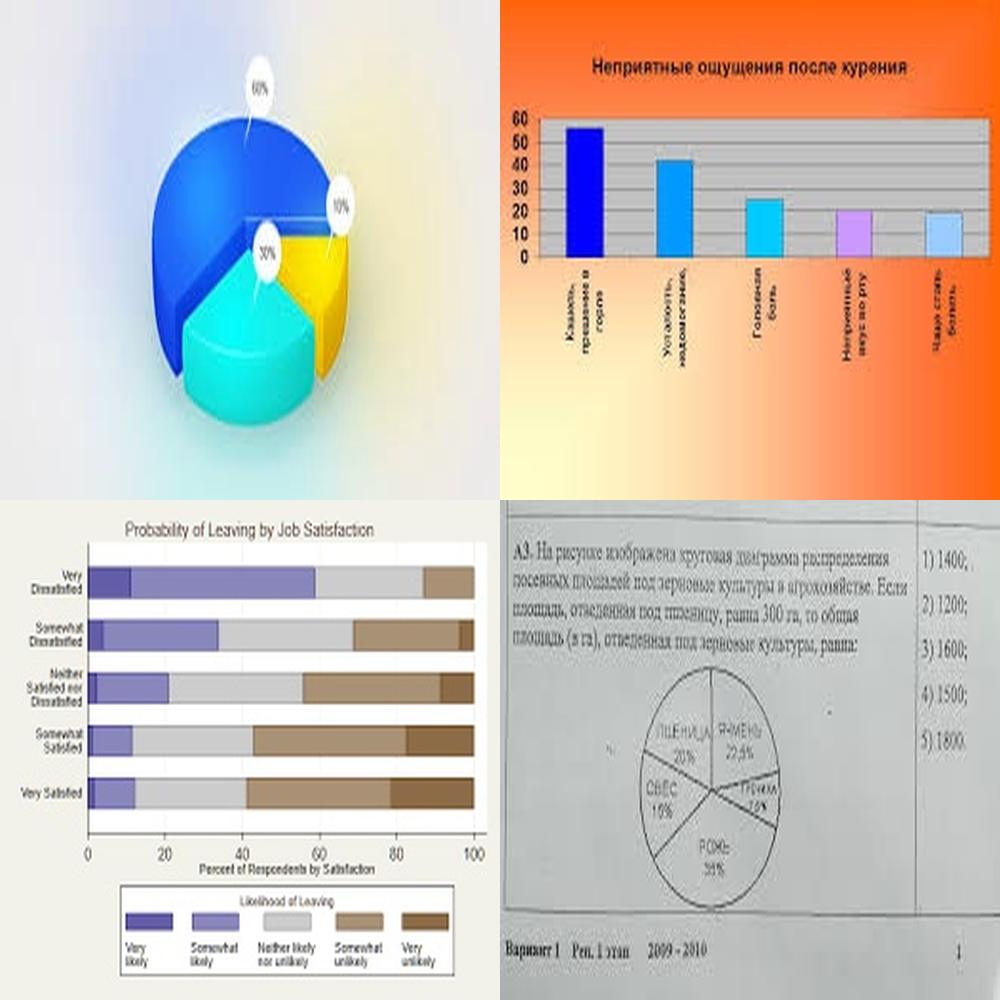 60%
10%
30%
Неприятные ощущения после курения
60
50
40
30
20
10
0
Кашель,
першение в
горле
Усталость,
недомогание,
Головная
боль
Неприятный
вкус во рту
Чаще стали
болеть
Probability of Leaving by Job Satisfaction
Very
Dissatisfied
Somewhat
Dissatisfied
Neither
Satisfied nor
Dissatisfied
Somewhat
Satisfied
Very Satisfied
0 20 40 60 80 100
Percent of Respondents by Satisfaction
Likelihood of Leaving
Very
likely
Somewhat
likely
Neither likely
nor unlikely
Somewhat
unlikely
Very
unlikely
А3. На рисунке изображена круговая диаграмма распределения
посевных площадей под зерновые культуры в агрохозяйстве. Если
площадь, отведенная под пшеницу, равна 300 га, то общая
площадь (в га), отведенная под зерновые культуры, равна:
1) 1400;
2) 1200;
3) 1600;
4) 1500;
5) 1800.
ПШЕНИЦА
20%
ЯЧМЕНЬ
22,5%
ОВЕС
15%
ГРЕЧИХА
РОЖЬ
Вариант 1 Реп. 1 этап 2009 - 2010
1